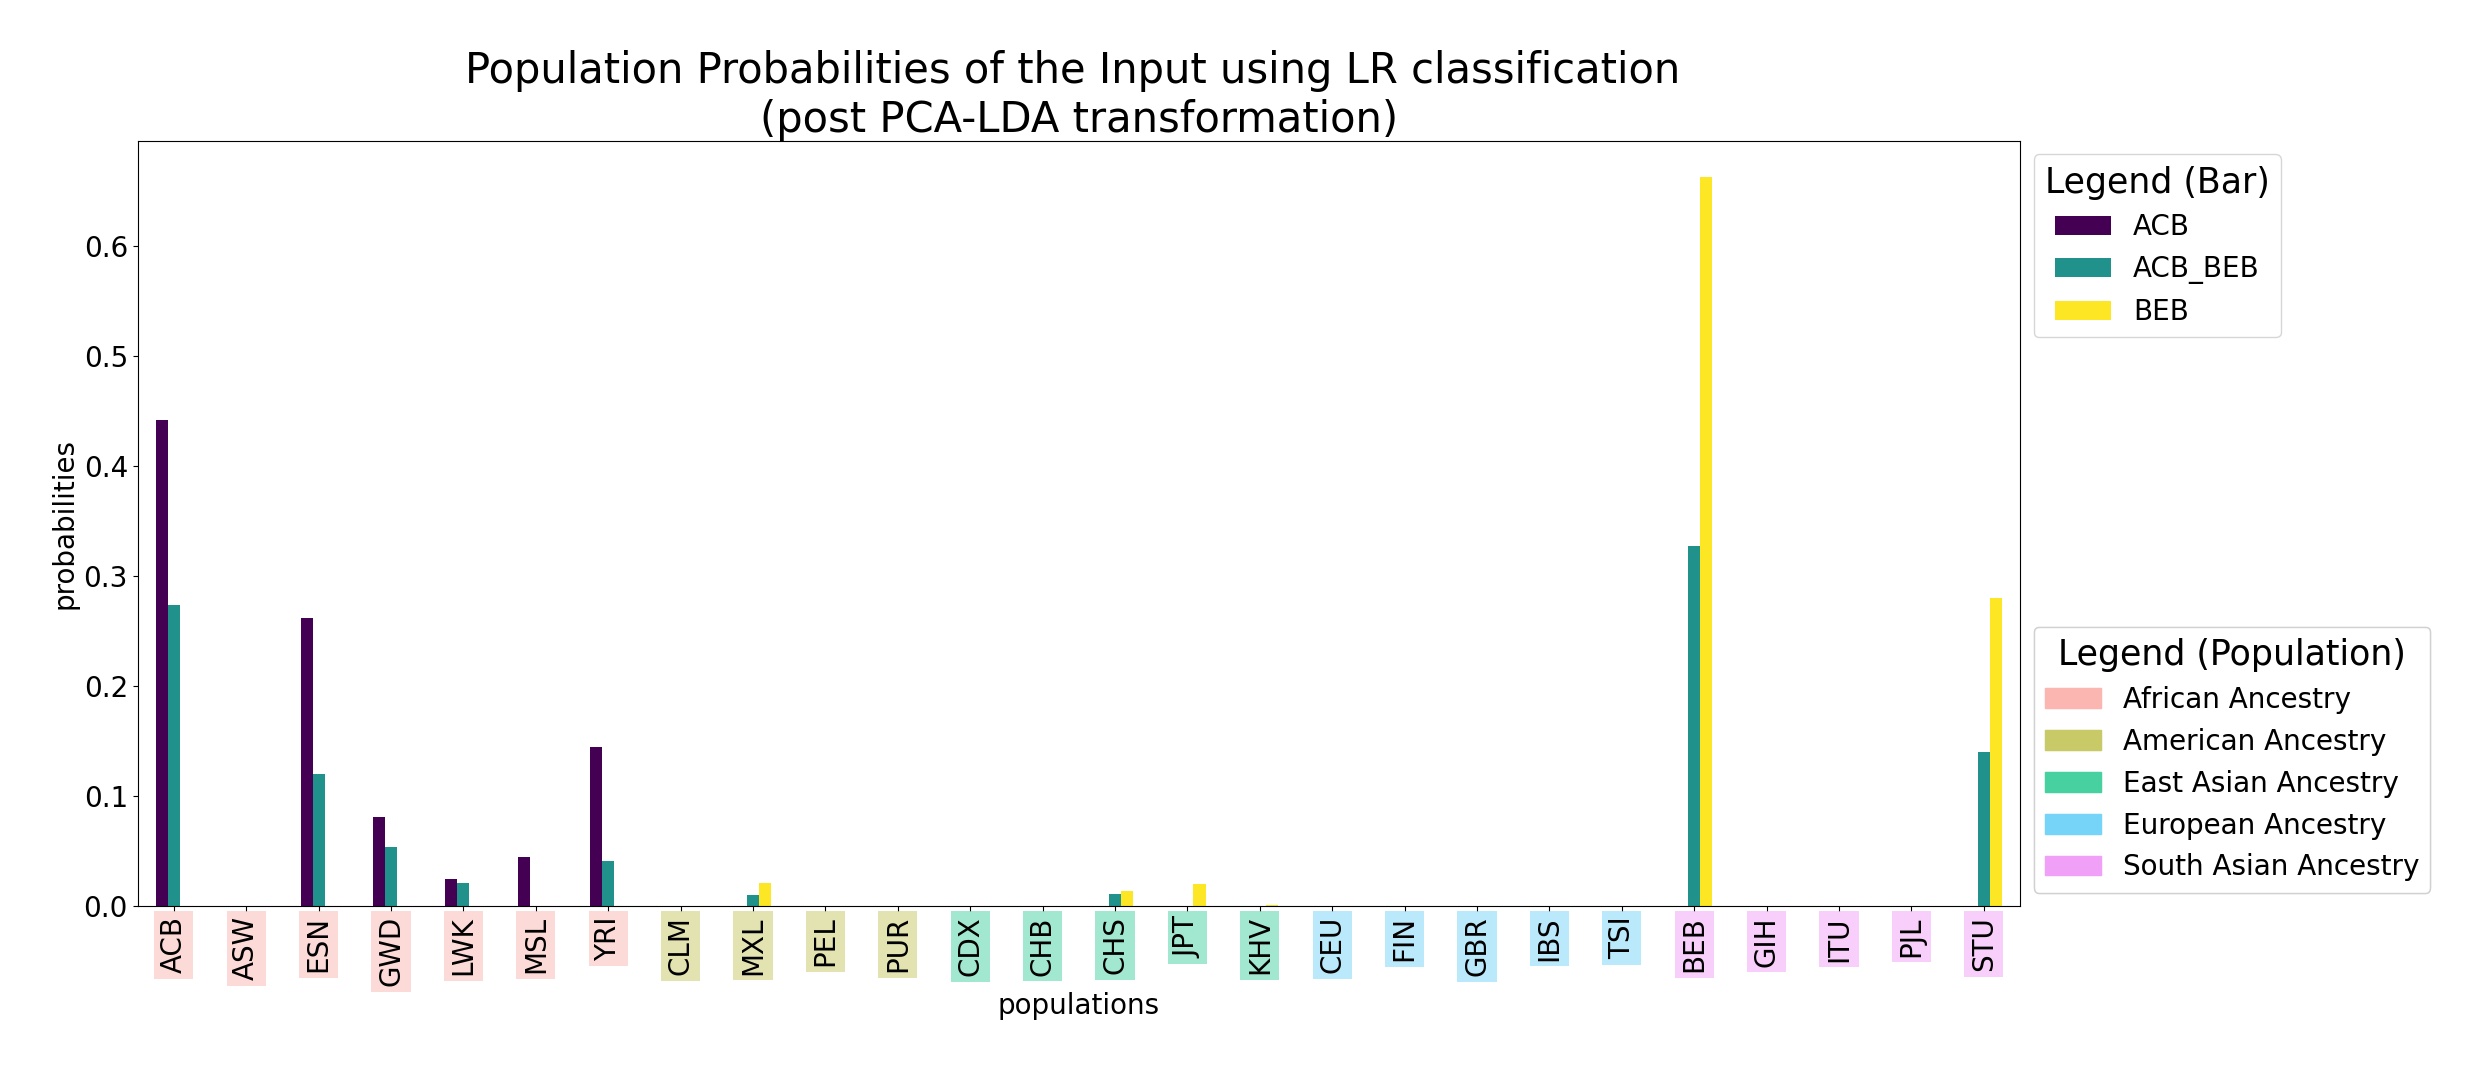 Population Probabilities of the Input using LR classification
(post PCA-LDA transformation)
probabilities
0.6
0.5
0.4
0.3
0.2
0.1
0.0
ACB
ASW
ESN
GWD
LWK
MSL
YRI
CLM
MXL
PEL
PUR
CDX
CHB
CHS
JPT
KHV
CEU
FIN
GBR
IBS
TSI
BEB
GIH
ITU
PJL
STU
populations
Legend (Bar)
ACB
ACB_BEB
BEB
Legend (Population)
African Ancestry
American Ancestry
East Asian Ancestry
European Ancestry
South Asian Ancestry